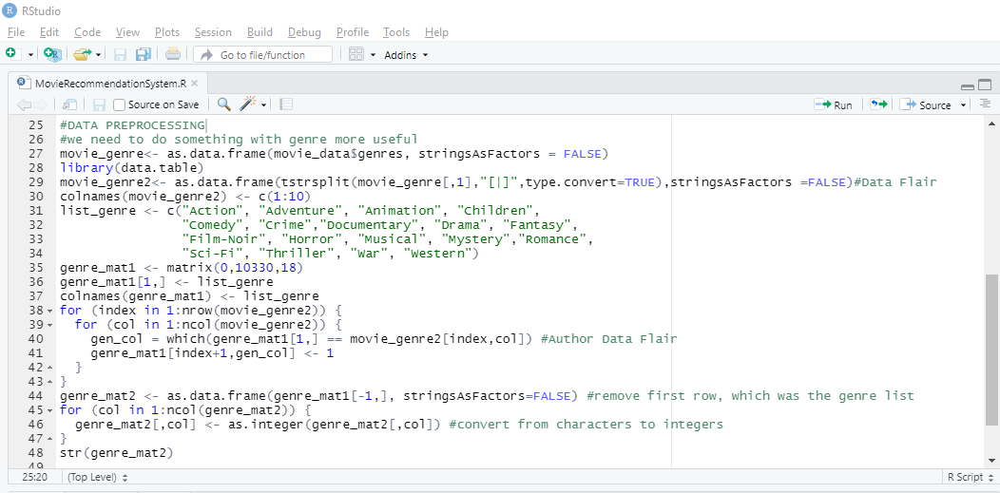 RStudio
File Edit Code View Plots Session Build Debug Profile Tools Help
Go to file/function Addins
MovieRecommendationSystem.R
Source on Save Run Source
25 #DATA PREPROCESSING
26 #we need to do something with genre more useful
27 movie_genre<- as.data.frame(movie_data$genres, stringsAsFactors = FALSE)
28 library(data.table)
29 movie_genre2<- as.data.frame(tstrsplit(movie_genre[,1],"[|]",type.convert=TRUE),stringsAsFactors =FALSE)#Data Flair
30 colnames(movie_genre2) <- c(1:10)
31 list_genre <- c("Action", "Adventure", "Animation", "Children",
32 "Comedy", "Crime","Documentary", "Drama", "Fantasy",
33 "Film-Noir", "Horror", "Musical", "Mystery","Romance",
34 "Sci-Fi", "Thriller", "War", "Western")
35 genre_mat1 <- matrix(0,10330,18)
36 genre_mat1[1,] <- list_genre
37 colnames(genre_mat1) <- list_genre
38 for (index in 1:nrow(movie_genre2)) {
39 for (col in 1:ncol(movie_genre2)) {
40 gen_col = which(genre_mat1[1,] == movie_genre2[index,col]) #Author Data Flair
41 genre_mat1[index+1,gen_col] <- 1
42 }
43 }
44 genre_mat2 <- as.data.frame(genre_mat1[-1,], stringsAsFactors=FALSE) #remove first row, which was the genre list
45 for (col in 1:ncol(genre_mat2)) {
46 genre_mat2[,col] <- as.integer(genre_mat2[,col]) #convert from characters to integers
47 }
48 str(genre_mat2)
49
25:20 (Top Level) R Script